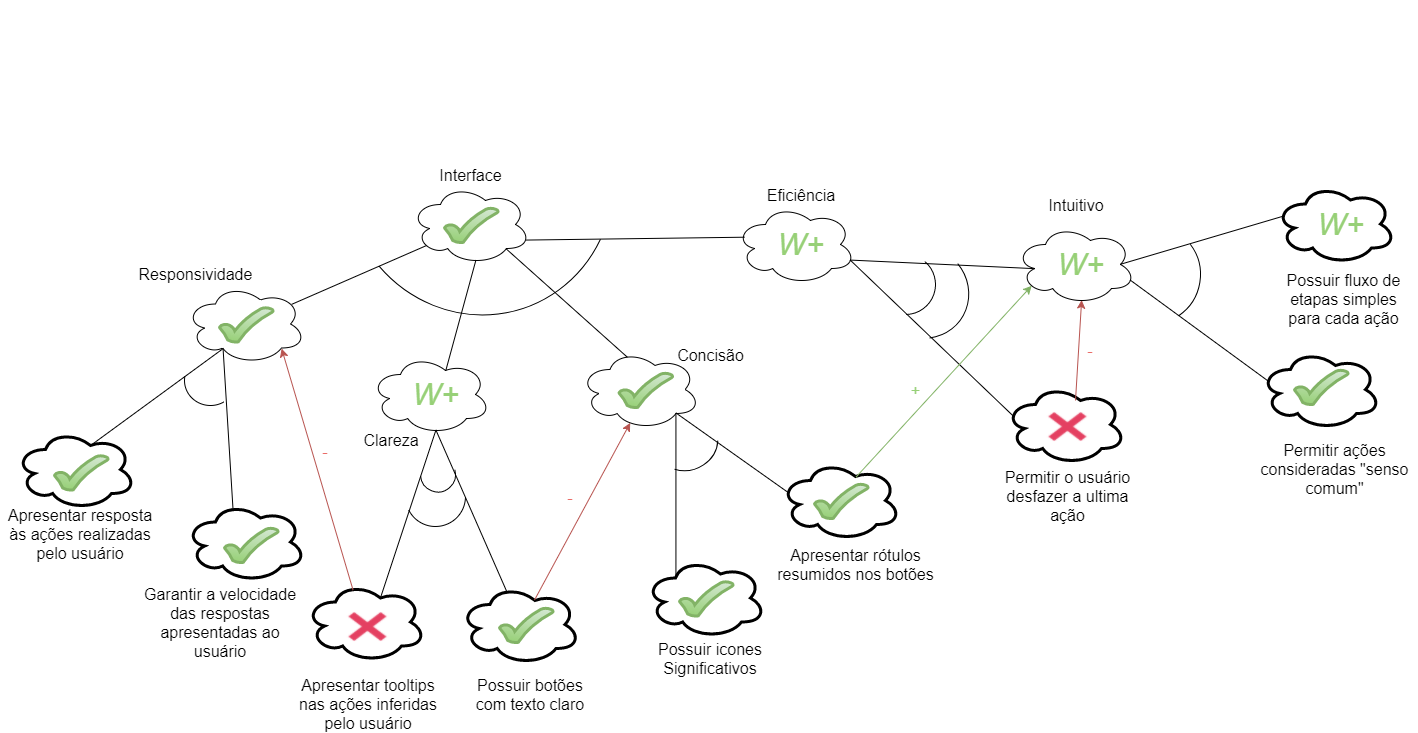 Interface
Eficiência
Intuitivo
W+
W+
W+
Responsividade
Possuir fluxo de
etapas simples
para cada ação
Concisão
W+
Clareza
-
+
-
-
Permitir ações
consideradas "senso
comum"
Permitir o usuário
desfazer a ultima
ação
Apresentar resposta
às ações realizadas
pelo usuário
Apresentar rótulos
resumidos nos botões
Garantir a velocidade
das respostas
apresentadas ao
usuário
Possuir icones
Significativos
Apresentar tooltips
nas ações inferidas
pelo usuário
Possuir botões
com texto claro